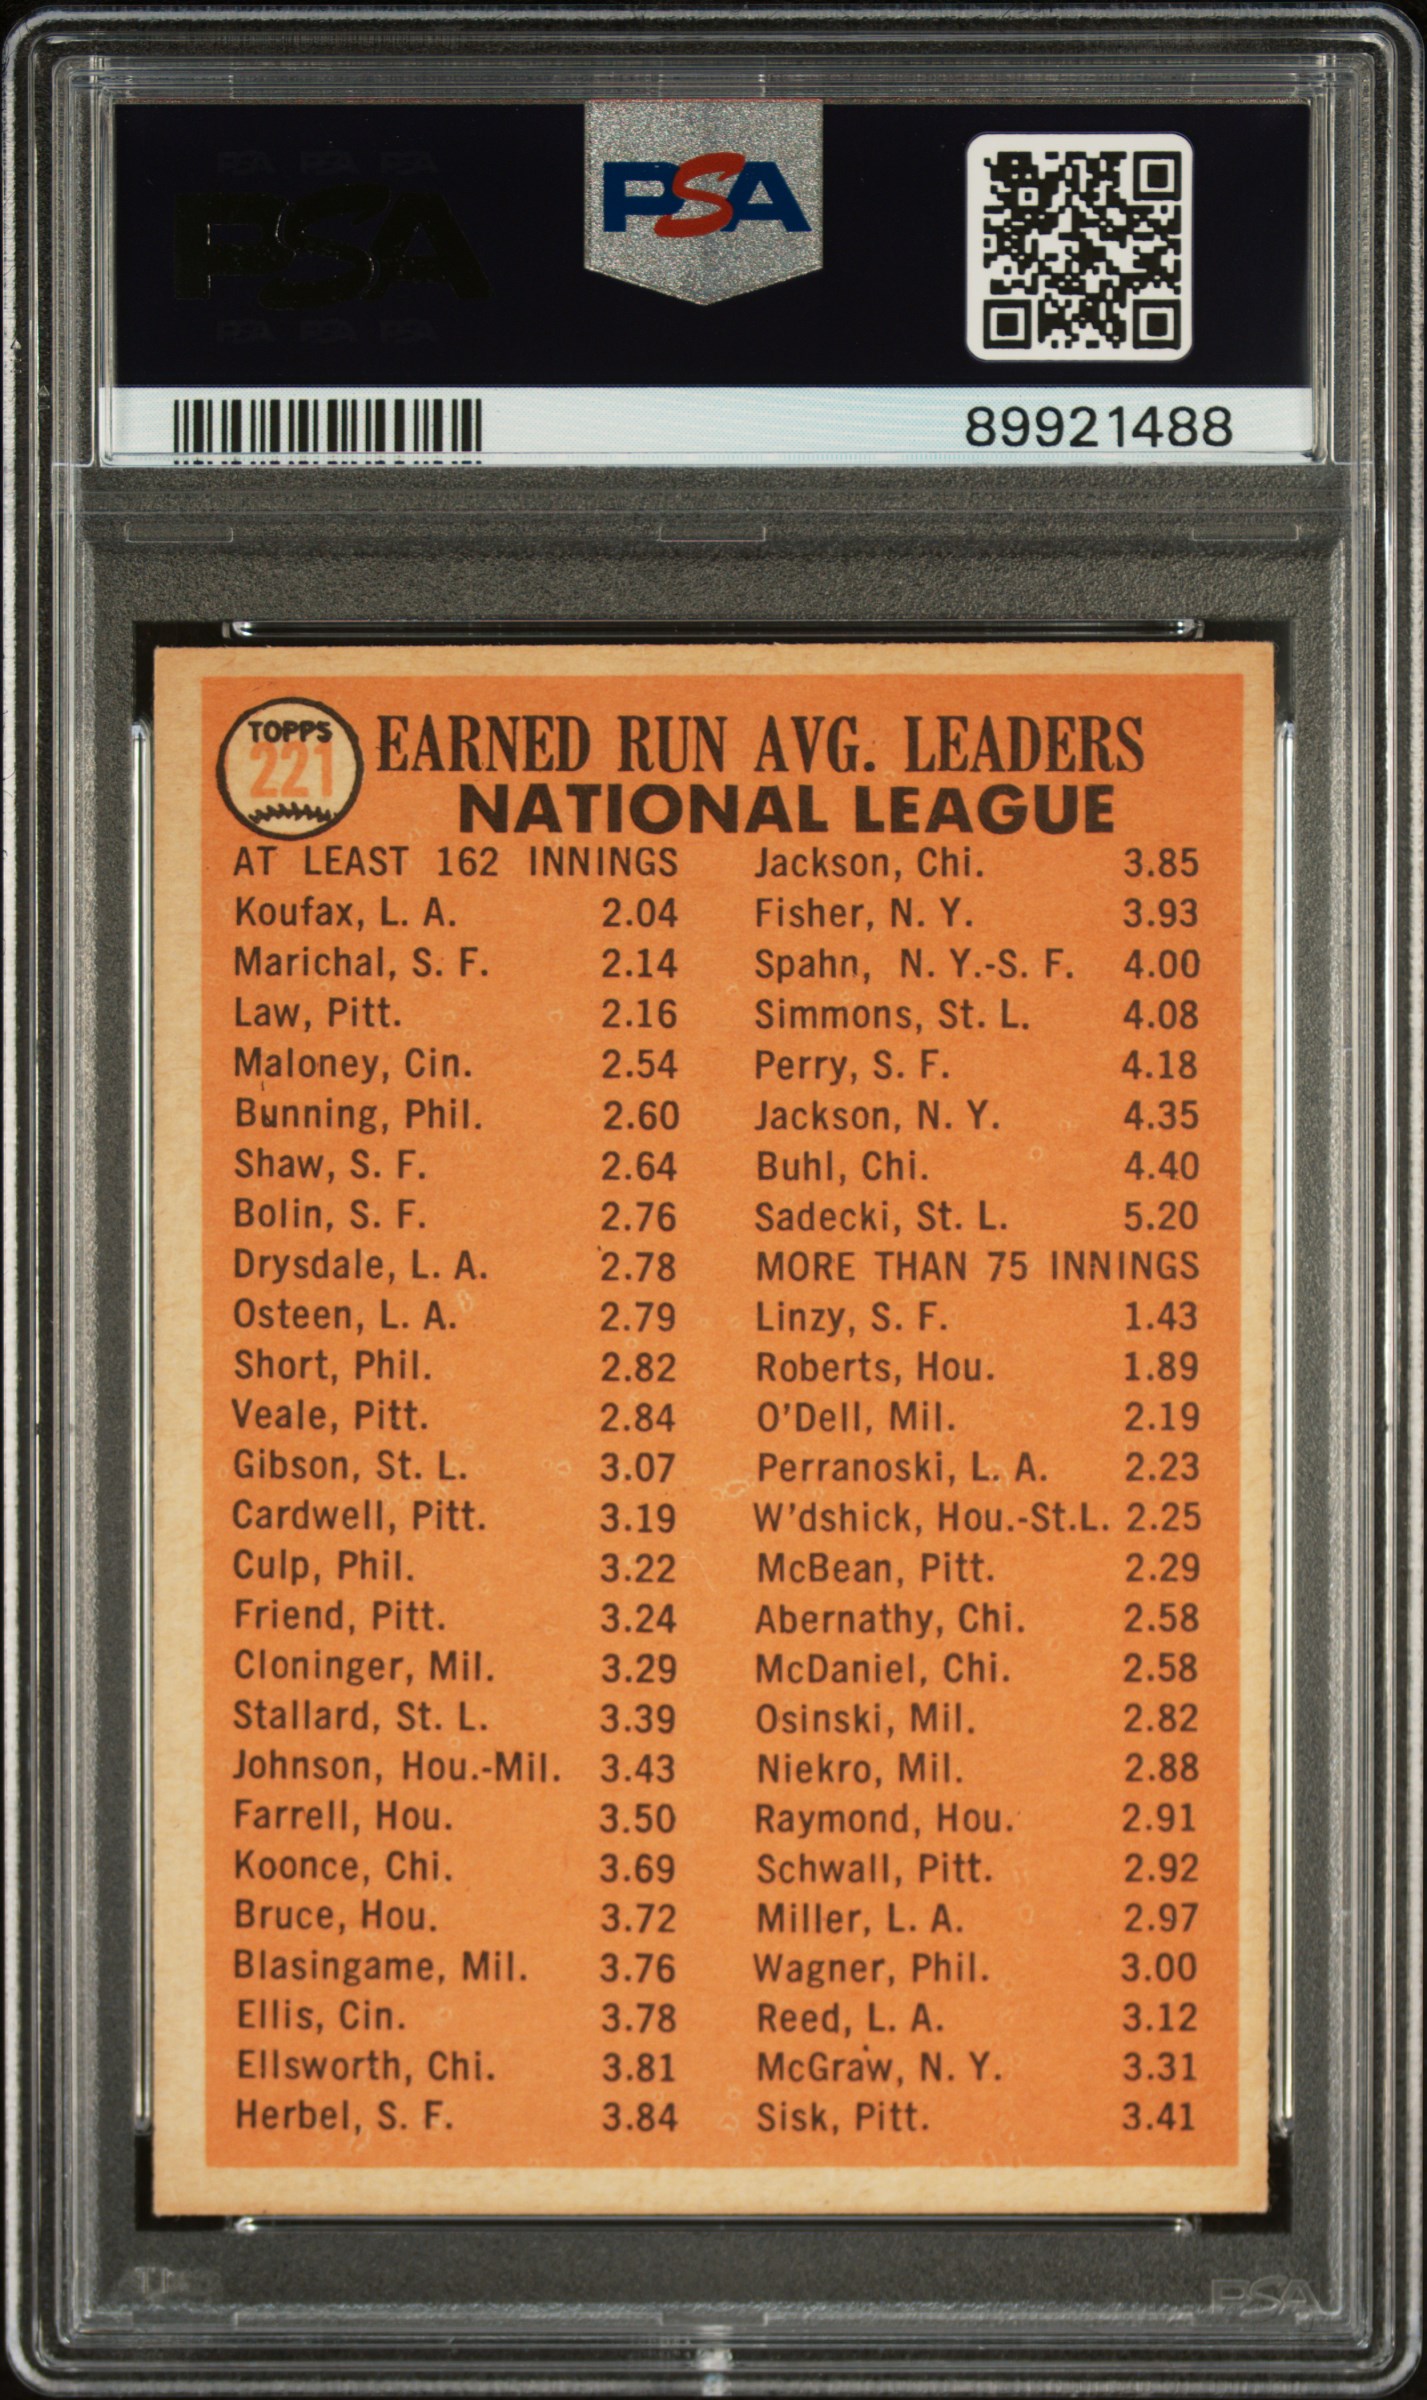 PSA PSA PSA
PSA
PSA PSA PSA
PSA
89921488
TOPPS
221
EARNED RUN AVG. LEADERS
NATIONAL LEAGUE
AT LEAST 162 INNINGS
Koufax, L. A. 2.04
Marichal, S. F. 2.14
Law, Pitt. 2.16
Maloney, Cin. 2.54
Bunning, Phil. 2.60
Shaw, S. F. 2.64
Bolin, S. F. 2.76
Drysdale, L. A. 2.78
Osteen, L. A. 2.79
Short, Phil. 2.82
Veale, Pitt. 2.84
Gibson, St. L. 3.07
Cardwell, Pitt. 3.19
Culp, Phil. 3.22
Friend, Pitt. 3.24
Cloninger, Mil. 3.29
Stallard, St. L. 3.39
Johnson, Hou.-Mil. 3.43
Farrell, Hou. 3.50
Koonce, Chi. 3.69
Bruce, Hou. 3.72
Blasingame, Mil. 3.76
Ellis, Cin. 3.78
Ellsworth, Chi. 3.81
Herbel, S. F. 3.84
Jackson, Chi. 3.85
Fisher, N. Y. 3.93
Spahn, N. Y.-S. F. 4.00
Simmons, St. L. 4.08
Perry, S. F. 4.18
Jackson, N. Y. 4.35
Buhl, Chi. 4.40
Sadecki, St. L. 5.20
MORE THAN 75 INNINGS
Linzy, S. F. 1.43
Roberts, Hou. 1.89
O'Dell, Mil. 2.19
Perranoski, L. A. 2.23
W'dshick, Hou.-St.L. 2.25
McBean, Pitt. 2.29
Abernathy, Chi. 2.58
McDaniel, Chi. 2.58
Osinski, Mil. 2.82
Niekro, Mil. 2.88
Raymond, Hou. 2.91
Schwall, Pitt. 2.92
Miller, L. A. 2.97
Wagner, Phil. 3.00
Reed, L. A. 3.12
McGraw, N. Y. 3.31
Sisk, Pitt. 3.41
PSA